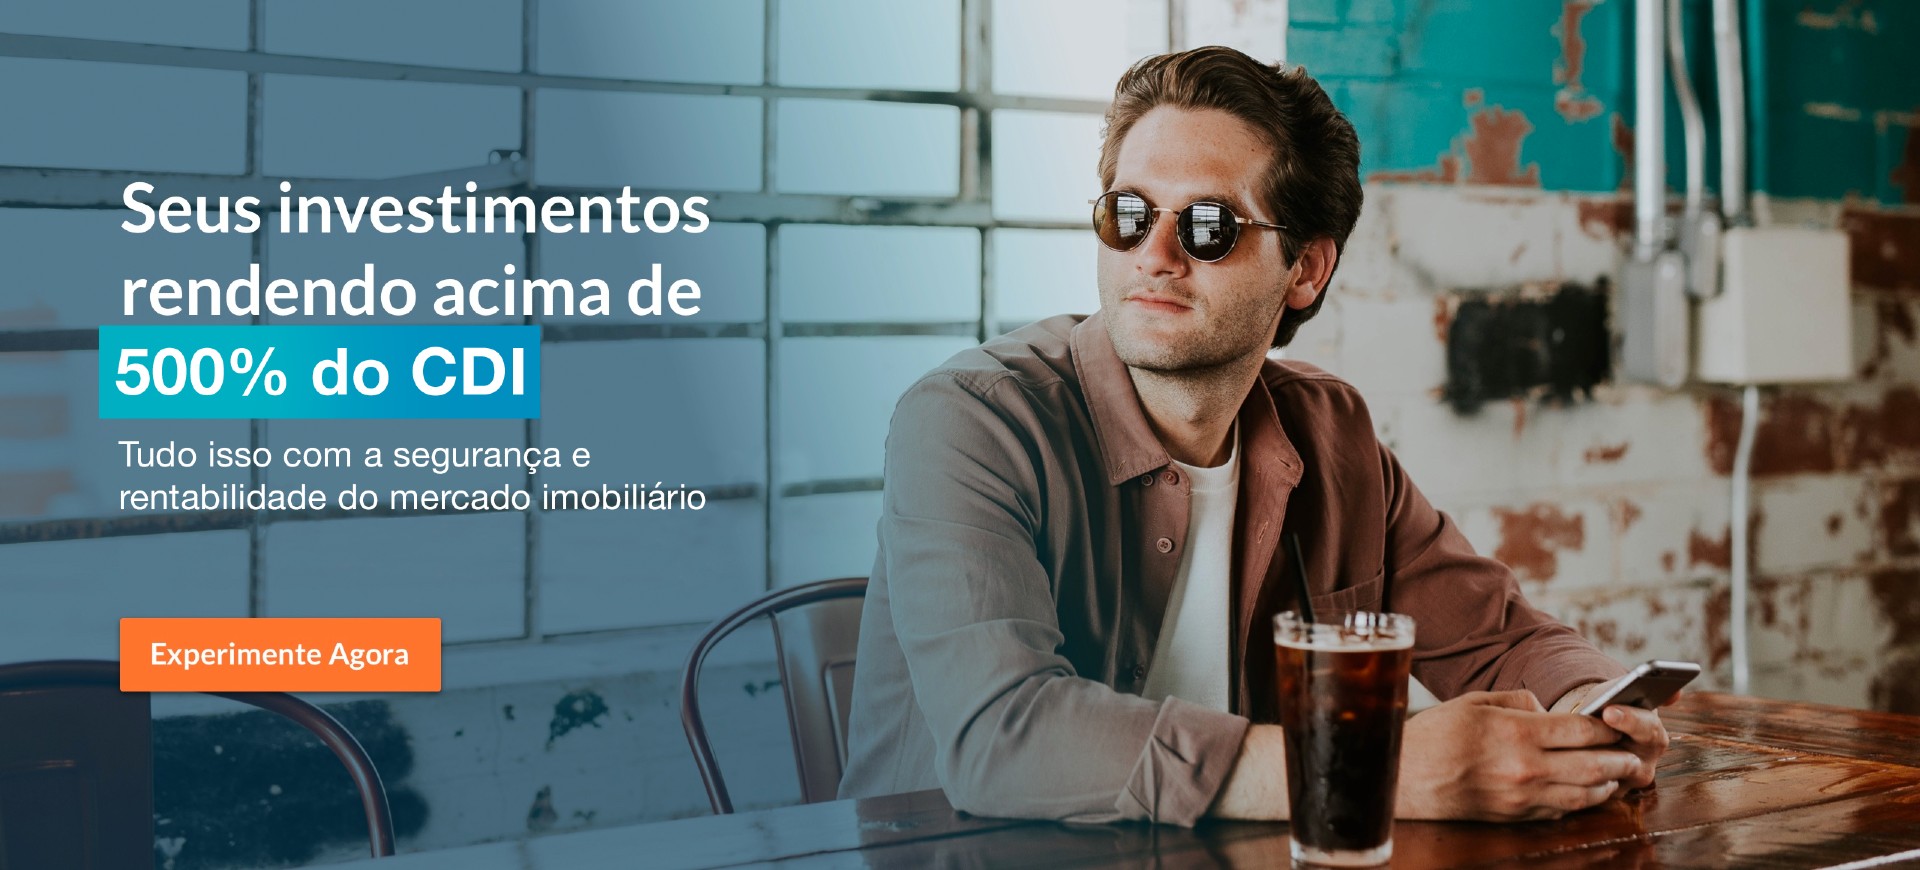 Seus investimentos
rendendo acima de
500% do CDI
Tudo isso com a segurança e
rentabilidade do mercado imobiliário
Experimente Agora